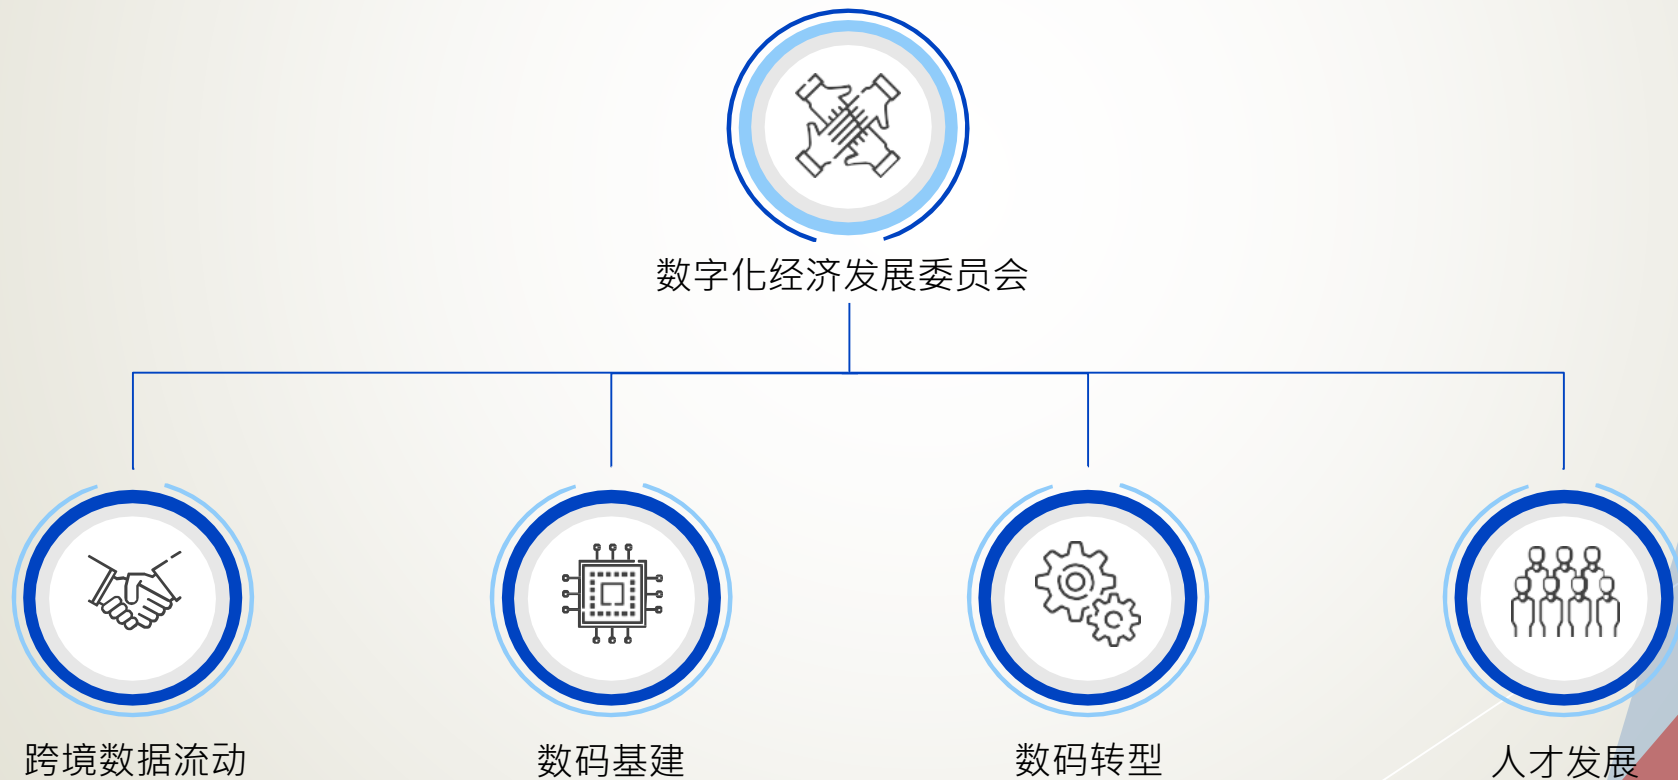 数字化经济发展委员会
跨境数据流动
数码基建
数码转型
人才发展